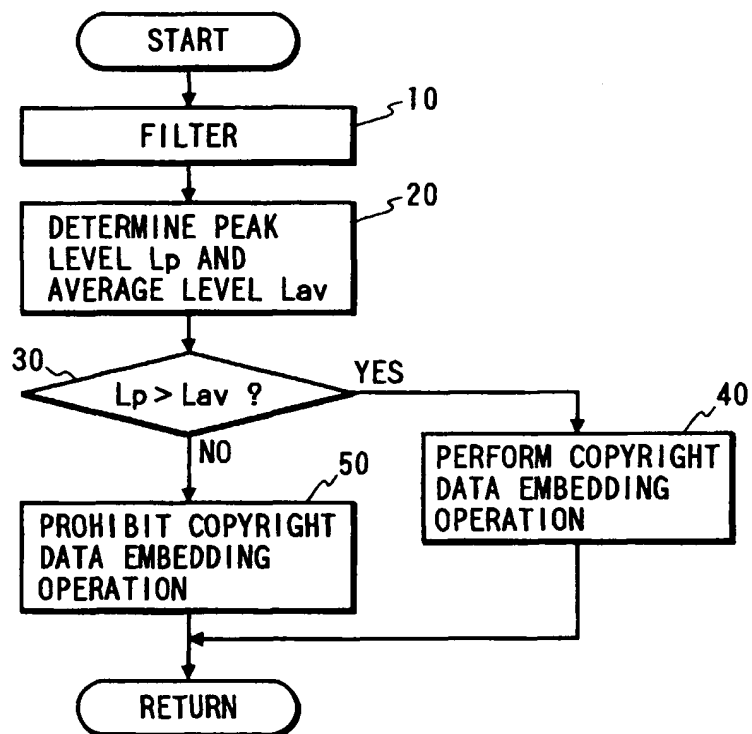 START
10
FILTER
20
DETERMINE PEAK
LEVEL Lp AND
AVERAGE LEVEL Lav
30
Lp > Lav ?
YES
NO
40
PERFORM COPYRIGHT
DATA EMBEDDING
OPERATION
50
PROHIBIT COPYRIGHT
DATA EMBEDDING
OPERATION
RETURN